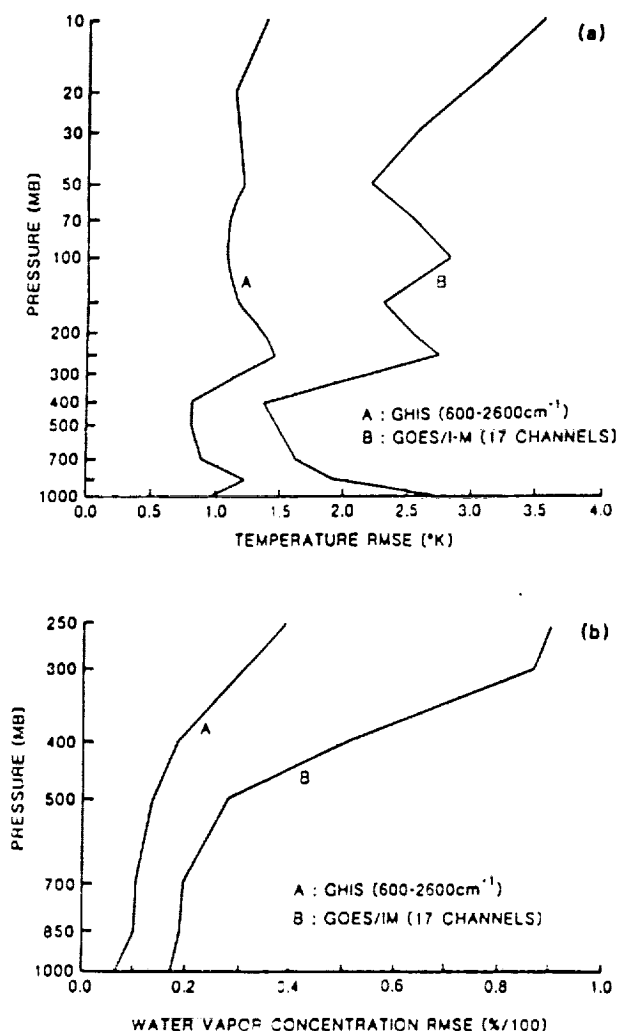 (a)
10
20
30
50
70
100
200
300
400
500
700
1000
PRESSURE (MB)
A
B
A : GHIS (600-2600cm⁻¹)
B : GOES/I-M (17 CHANNELS)
0.0 0.5 1.0 1.5 2.0 2.5 3.0 3.5 4.0
TEMPERATURE RMSE (°K)
(b)
250
300
400
500
700
850
1000
PRESSURE (MB)
A
B
A : GHIS (600-2600cm⁻¹)
B : GOES/IM (17 CHANNELS)
0.0 0.2 0.4 0.6 0.8 1.0
WATER VAPOR CONCENTRATION RMSE (%/100)